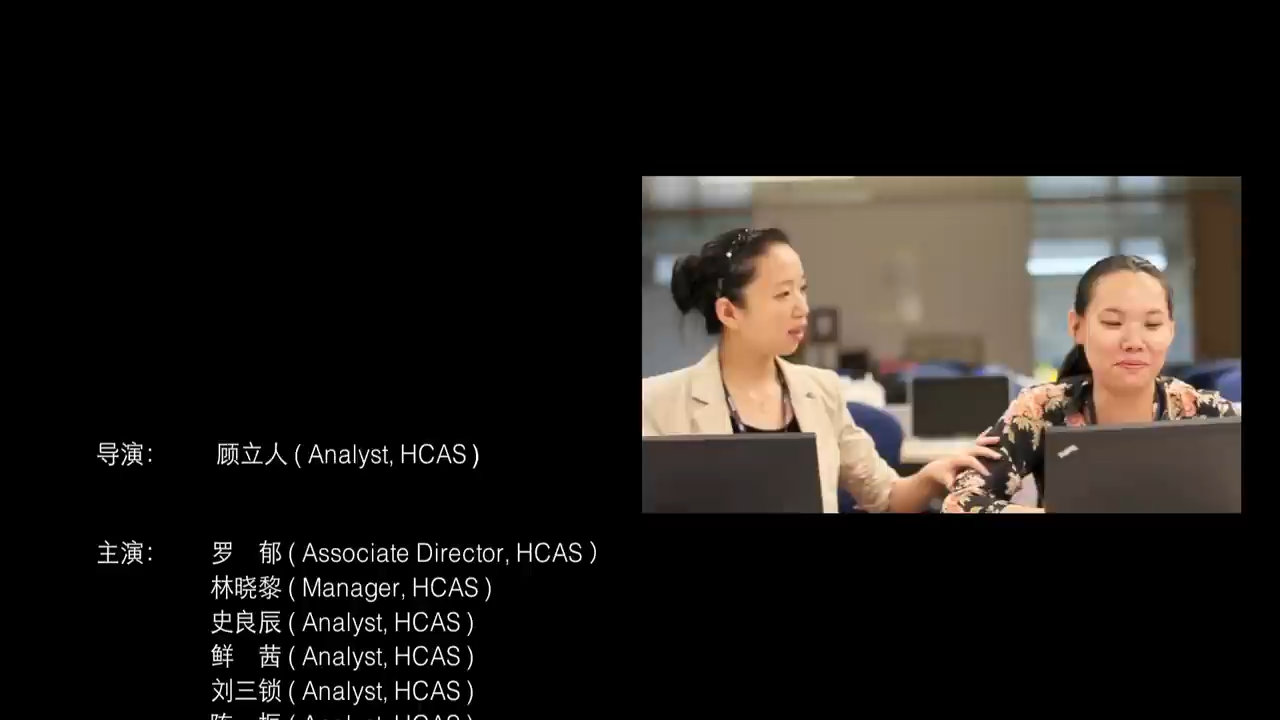 导演： 顾立人 ( Analyst, HCAS )
主演： 罗 郁 ( Associate Director, HCAS )
林晓黎 ( Manager, HCAS )
史良辰 ( Analyst, HCAS )
鲜 茜 ( Analyst, HCAS )
刘三锁 ( Analyst, HCAS )